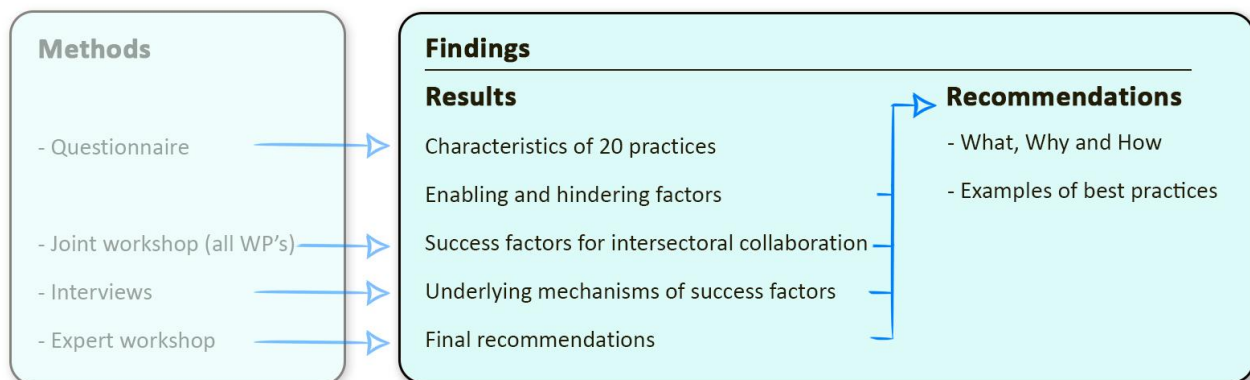 Methods
- Questionnaire
- Joint workshop (all WP's)
- Interviews
- Expert workshop
Findings
Results
Characteristics of 20 practices
Enabling and hindering factors
Success factors for intersectoral collaboration
Underlying mechanisms of success factors
Final recommendations
Recommendations
- What, Why and How
- Examples of best practices